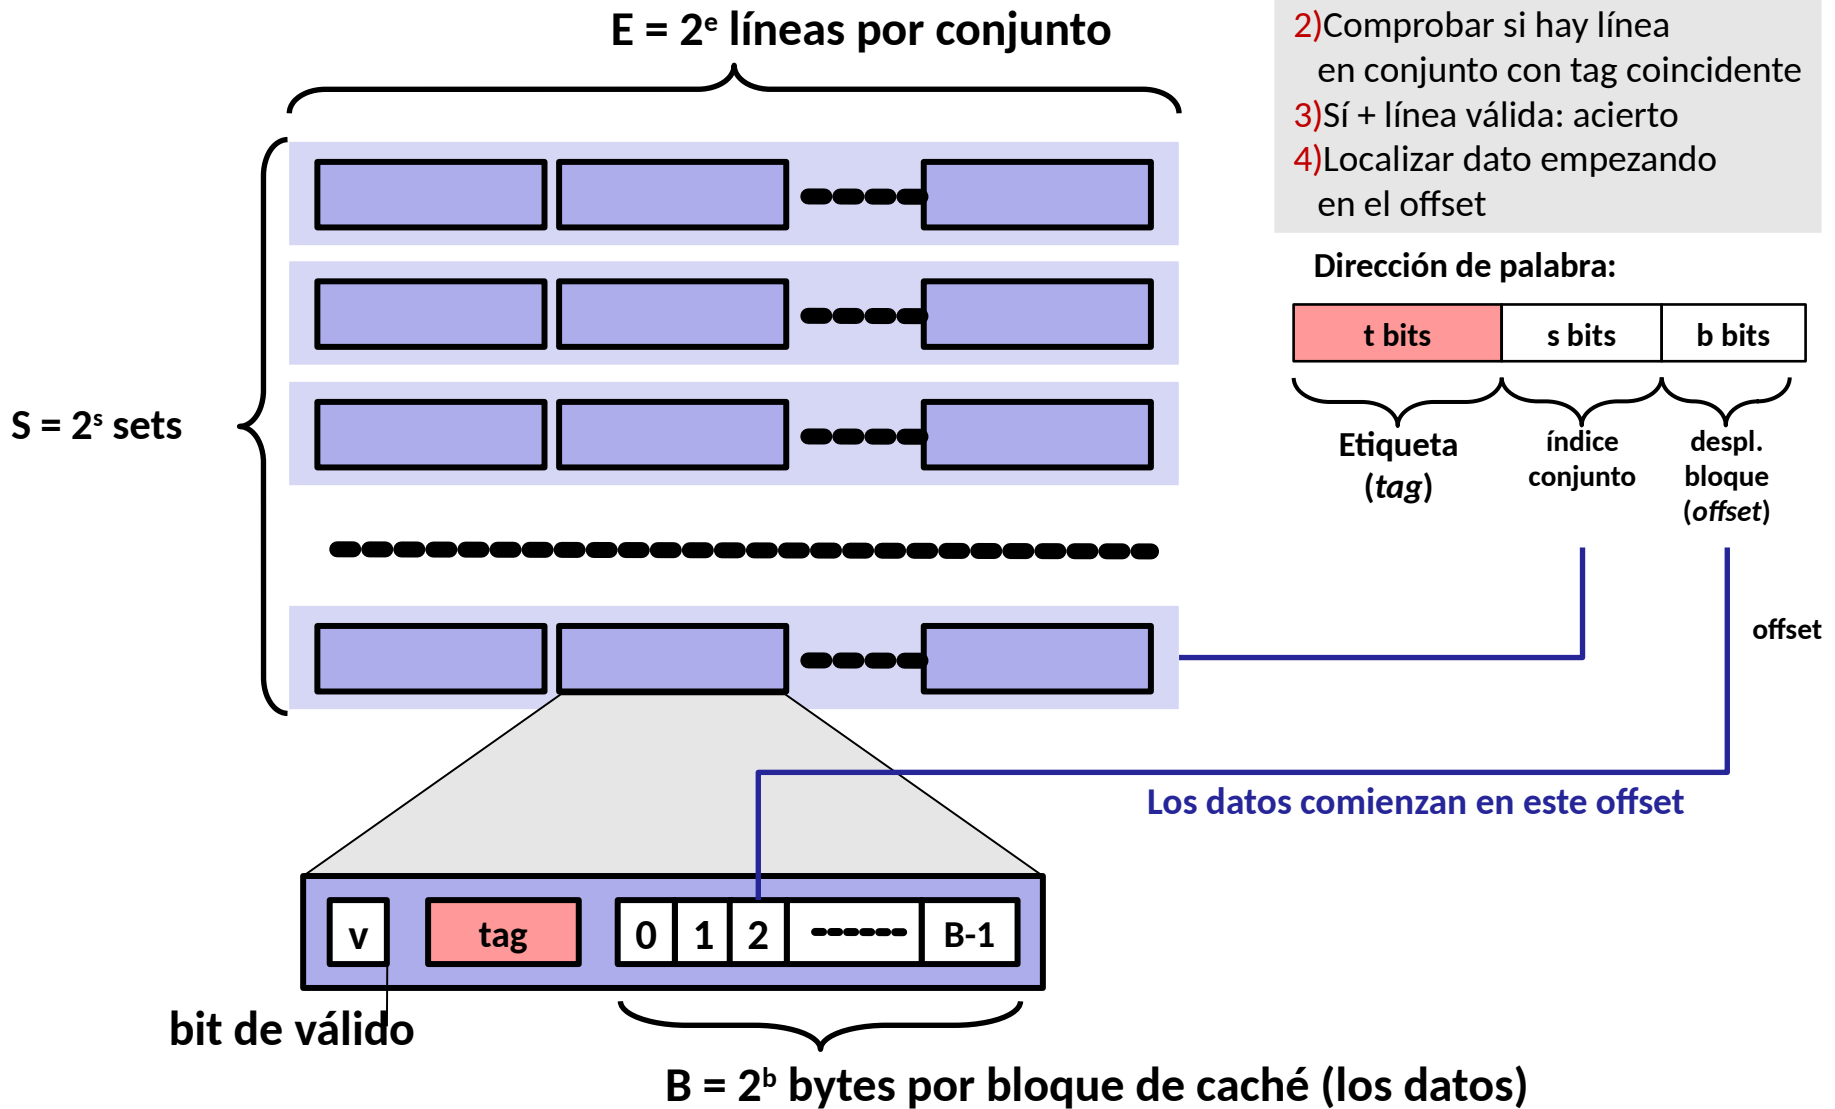 E = 2ᵉ líneas por conjunto
2)Comprobar si hay línea
en conjunto con tag coincidente
3)Sí + línea válida: acierto
4)Localizar dato empezando
en el offset
Dirección de palabra:
t bits s bits b bits
Etiqueta
(tag)
índice
conjunto
despl.
bloque
(offset)
S = 2ˢ sets
offset
Los datos comienzan en este offset
v tag 0 1 2 B-1
bit de válido
B = 2ᵇ bytes por bloque de caché (los datos)